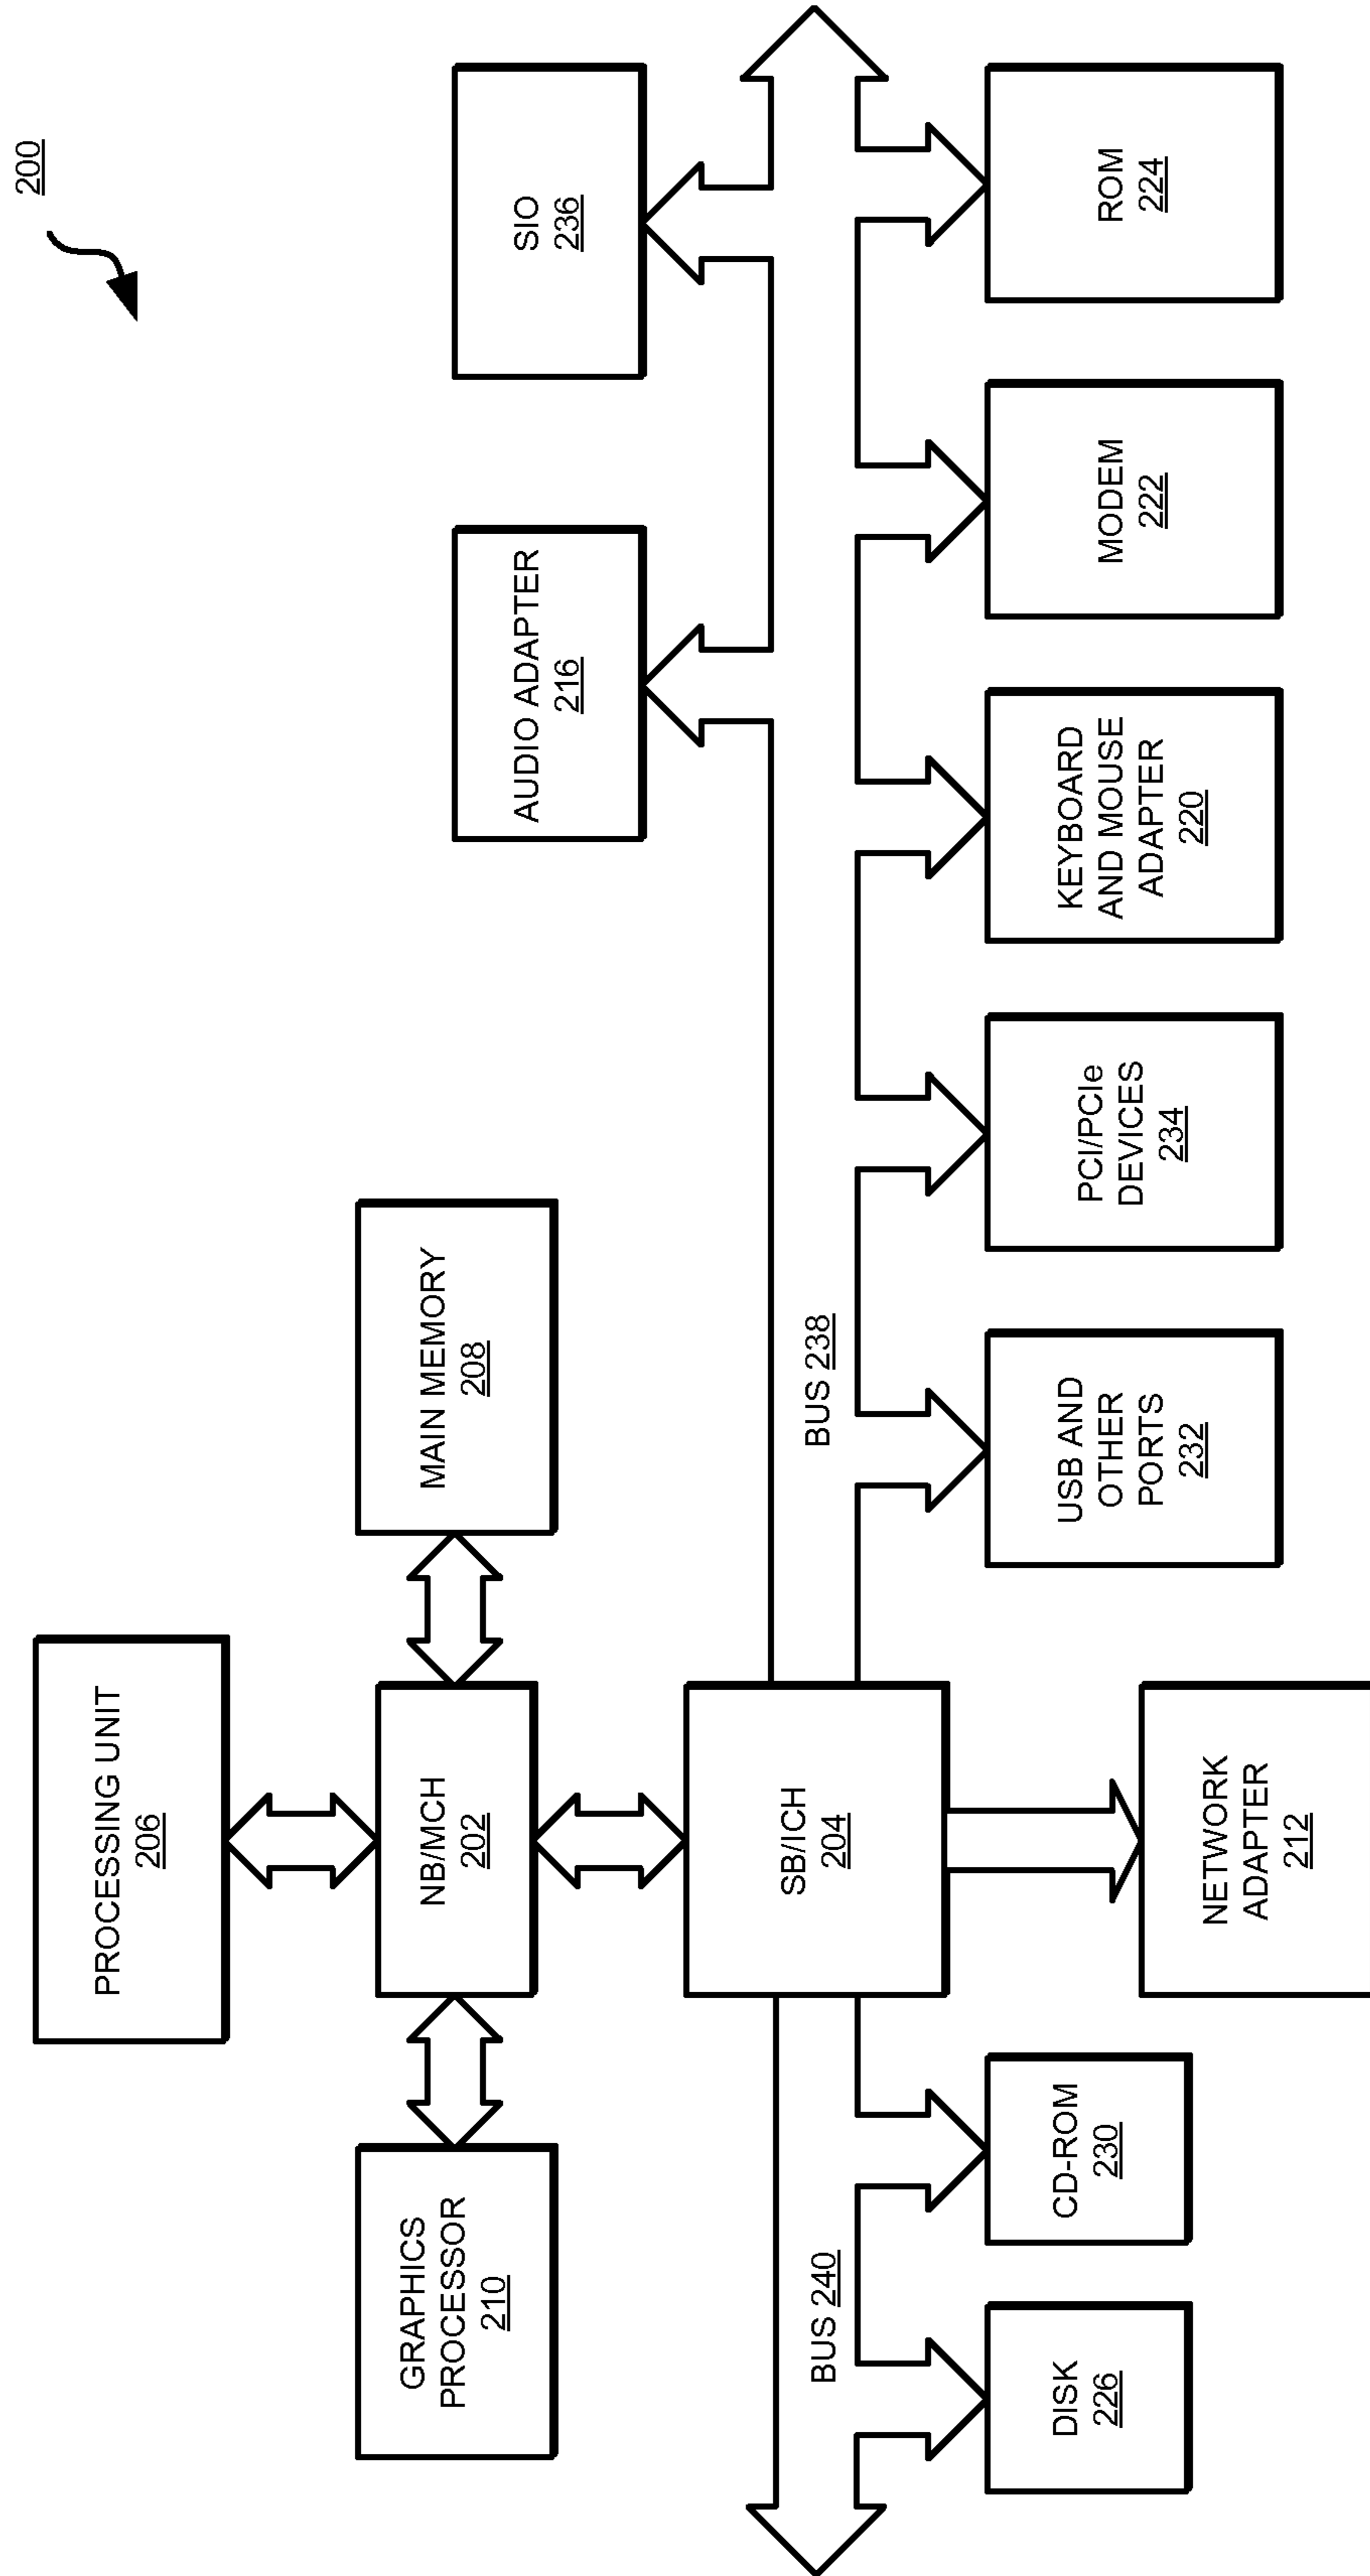 200
PROCESSING UNIT
206
GRAPHICS
PROCESSOR
210
NB/MCH
202
MAIN MEMORY
208
AUDIO ADAPTER
216
SIO
236
SB/ICH
204
BUS 240
BUS 238
DISK
226
CD-ROM
230
NETWORK
ADAPTER
212
USB AND
OTHER
PORTS
232
PCI/PCIe
DEVICES
234
KEYBOARD
AND MOUSE
ADAPTER
220
MODEM
222
ROM
224